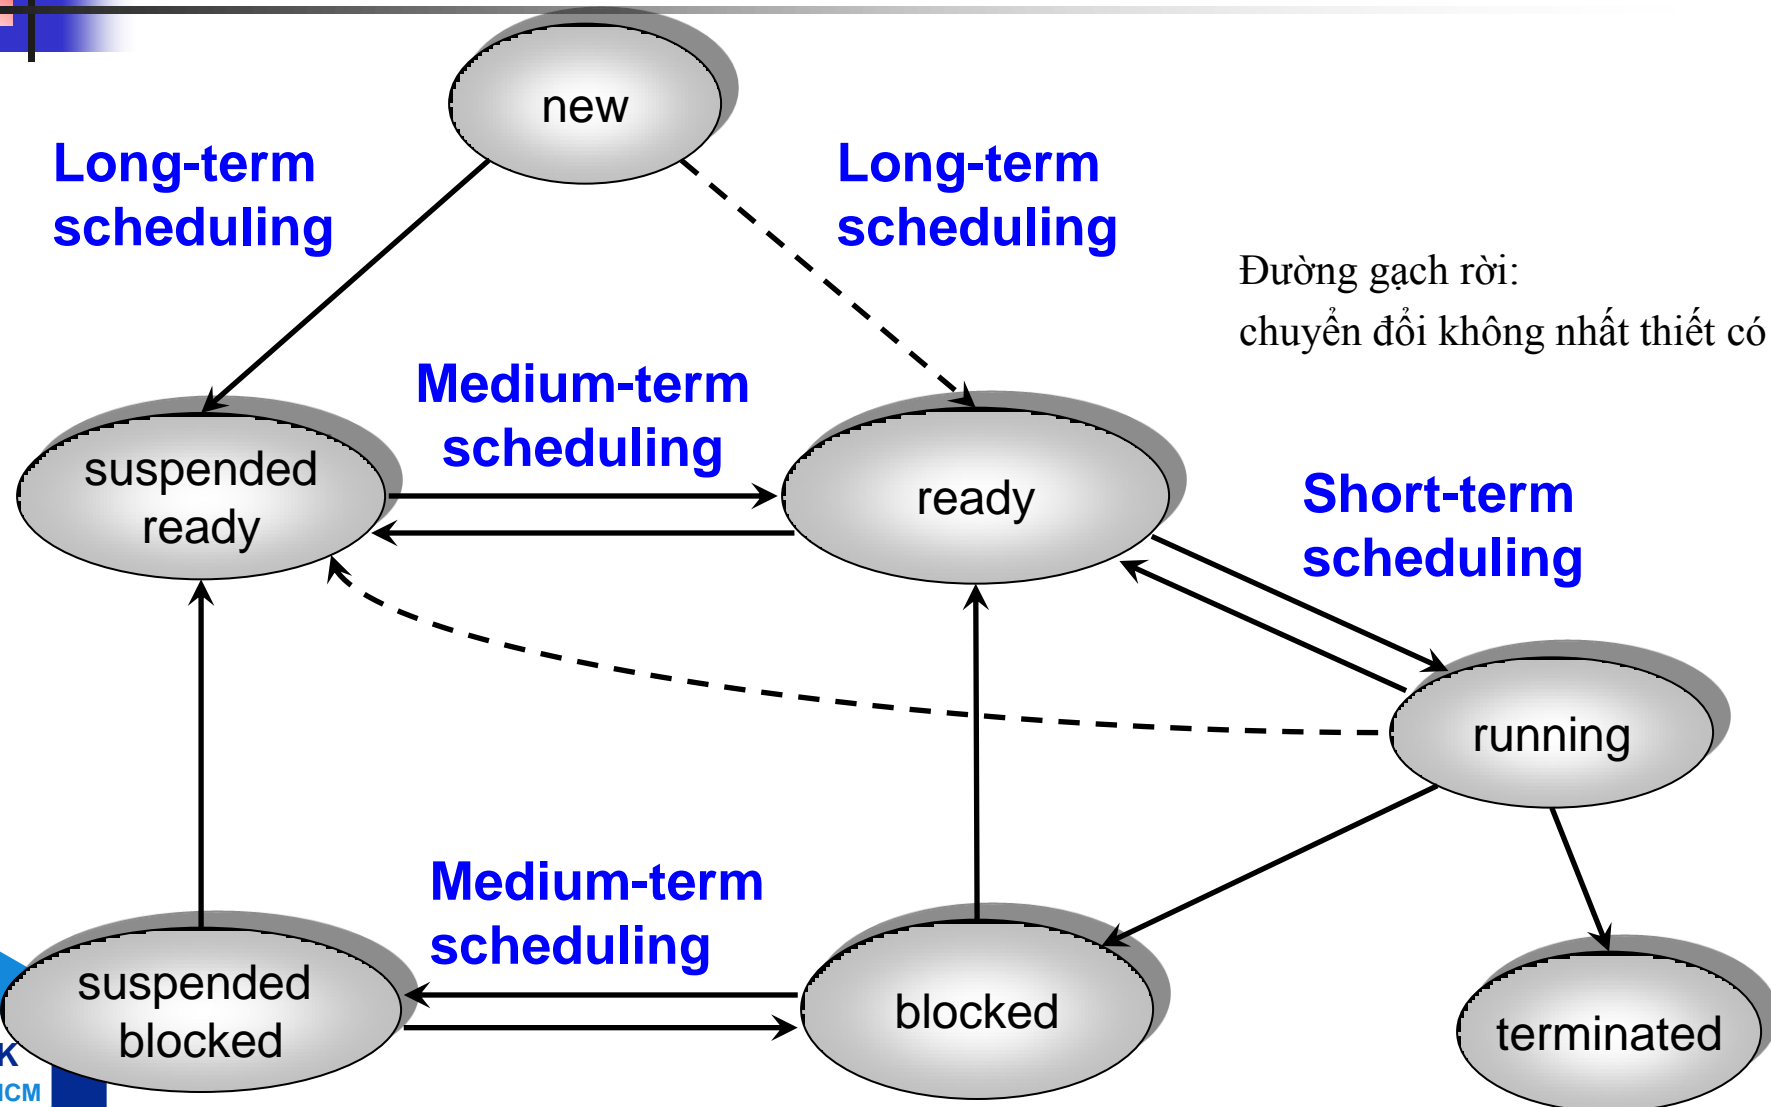 new
Long-term
scheduling
Long-term
scheduling
Đường gạch rời:
chuyển đổi không nhất thiết có
Medium-term
scheduling
suspended
ready
ready
Short-term
scheduling
running
Medium-term
scheduling
suspended
blocked
blocked
terminated
K
HCM